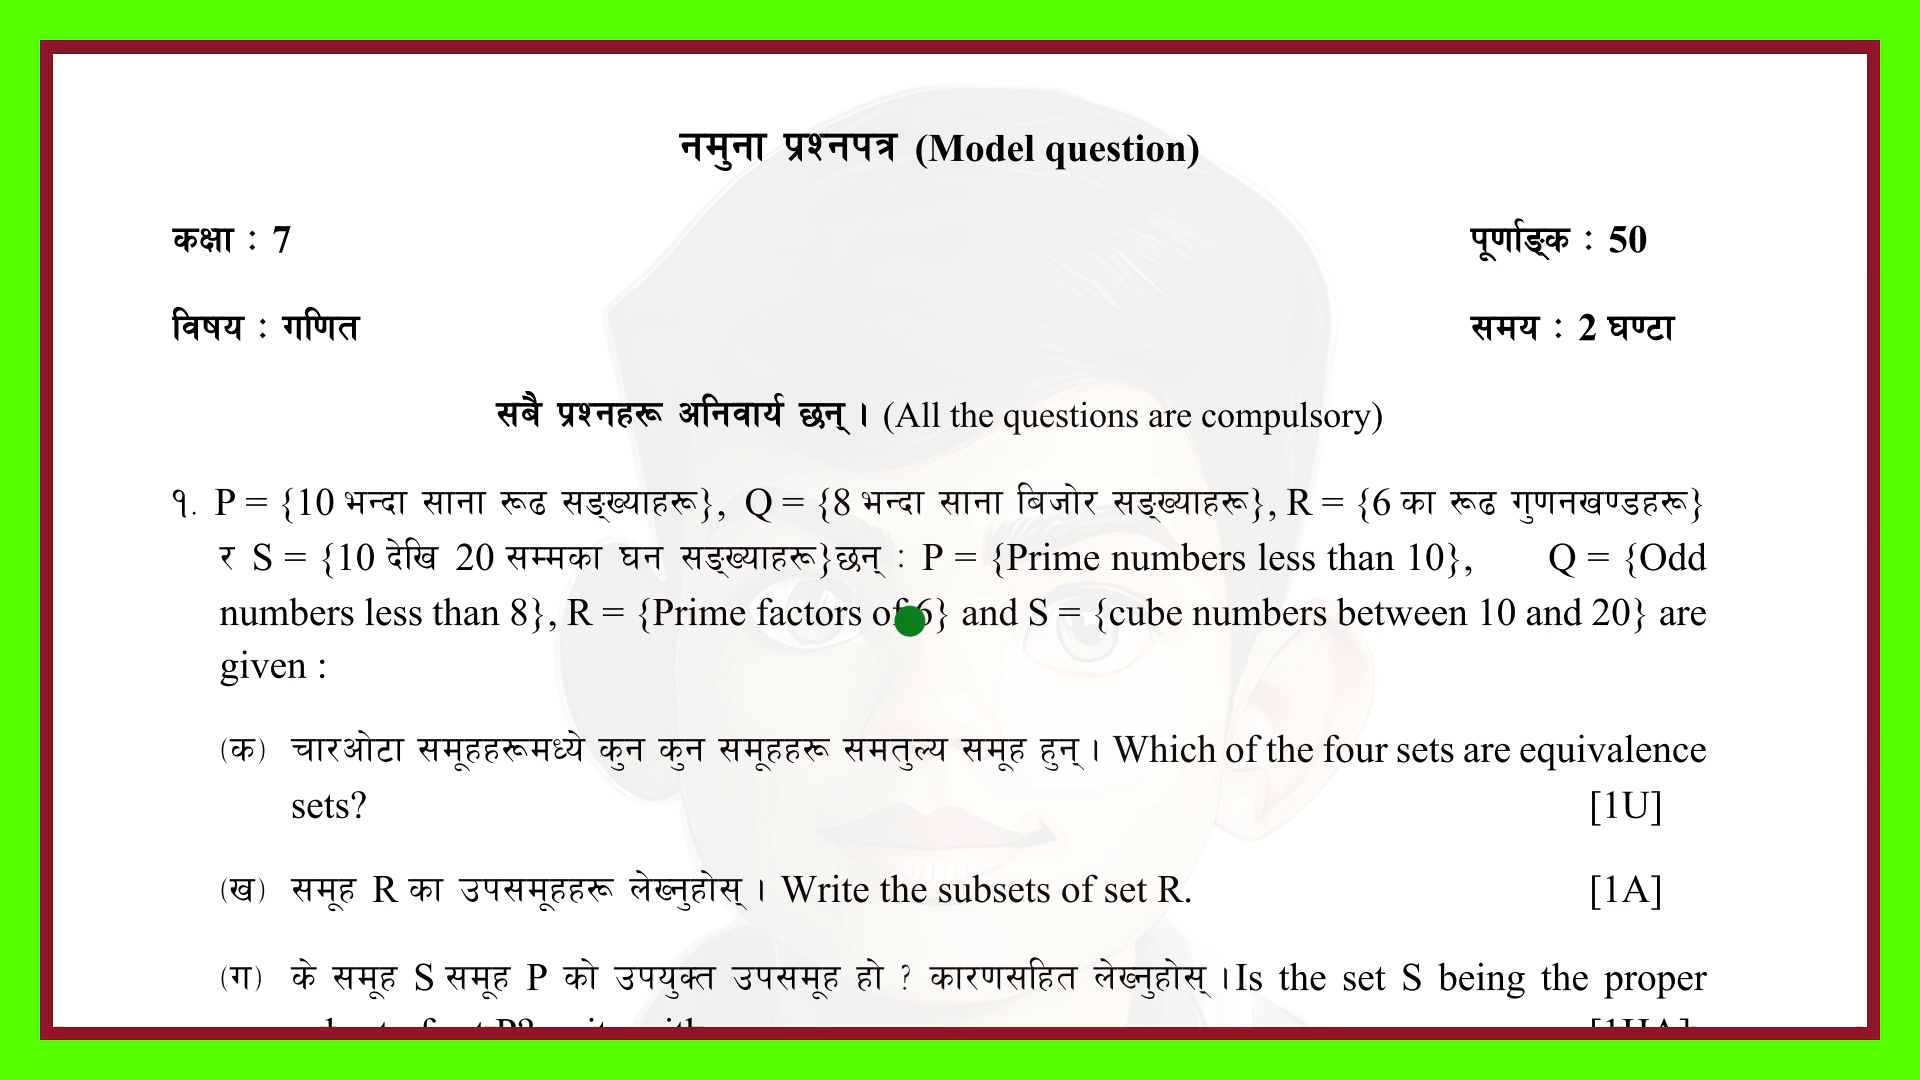 नमुना प्रश्नपत्र (Model question)
कक्षा : 7
पूर्णाङ्क : 50
विषय : गणित
समय : 2 घण्टा
सबै प्रश्नहरू अनिवार्य छन् । (All the questions are compulsory)
१. P = {10 भन्दा साना रूढ सङ्ख्याहरू}, Q = {8 भन्दा साना बिजोर सङ्ख्याहरू}, R = {6 का रूढ गुणनखण्डहरू}
र S = {10 देखि 20 सम्मका घन सङ्ख्याहरू}छन् : P = {Prime numbers less than 10}, Q = {Odd
numbers less than 8}, R = {Prime factors of 6} and S = {cube numbers between 10 and 20} are
given :
(क) चारओटा समूहहरूमध्ये कुन कुन समूहहरू समतुल्य समूह हुन् । Which of the four sets are equivalence
sets? [1U]
(ख) समूह R का उपसमूहहरू लेख्नुहोस् । Write the subsets of set R. [1A]
(ग) के समूह S समूह P को उपयुक्त उपसमूह हो ? कारणसहित लेख्नुहोस् ।Is the set S being the proper